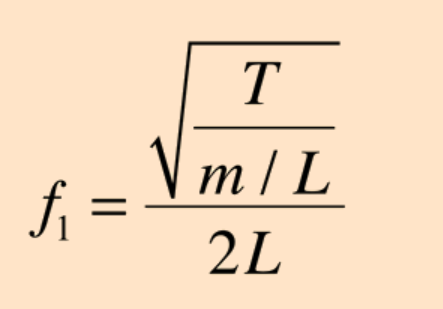 f₁ = √(T / (m / L)) / 2L